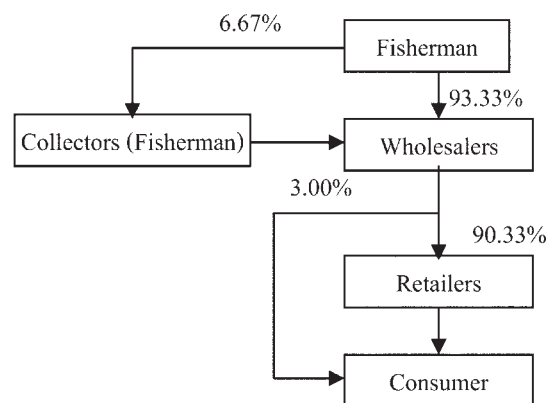 6.67%
Fisherman
93.33%
Collectors (Fisherman)
Wholesalers
3.00%
90.33%
Retailers
Consumer